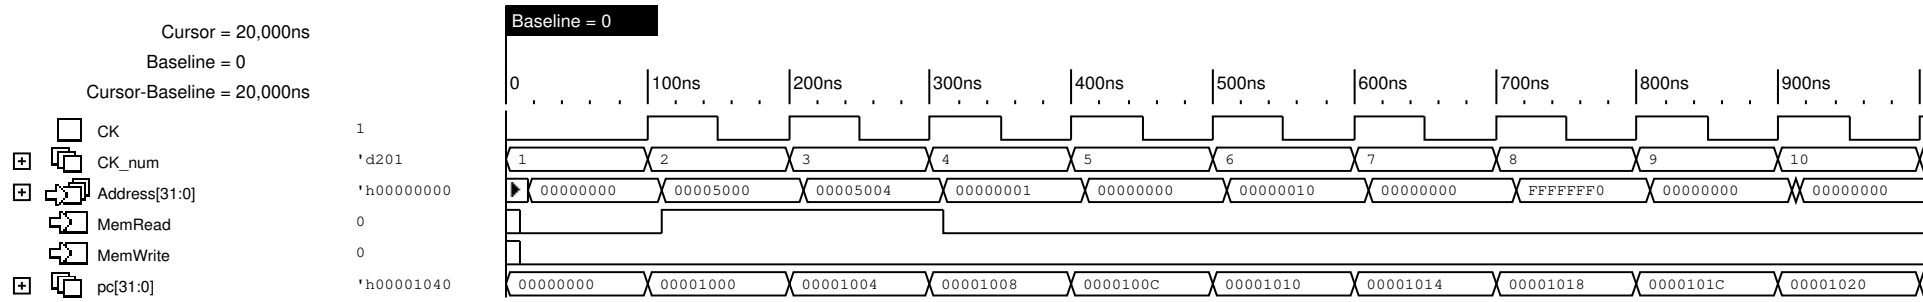 Baseline = 0
Cursor = 20,000ns
Baseline = 0
Cursor-Baseline = 20,000ns
0 100ns 200ns 300ns 400ns 500ns 600ns 700ns 800ns 900ns
CK 1
CK_num 'd201 1 2 3 4 5 6 7 8 9 10
Address[31:0] 'h00000000 00000000 00005000 00005004 00000001 00000000 00000010 00000000 FFFFFFF0 00000000 00000000
MemRead 0
MemWrite 0
pc[31:0] 'h00001040 00000000 00001000 00001004 00001008 0000100C 00001010 00001014 00001018 0000101C 00001020